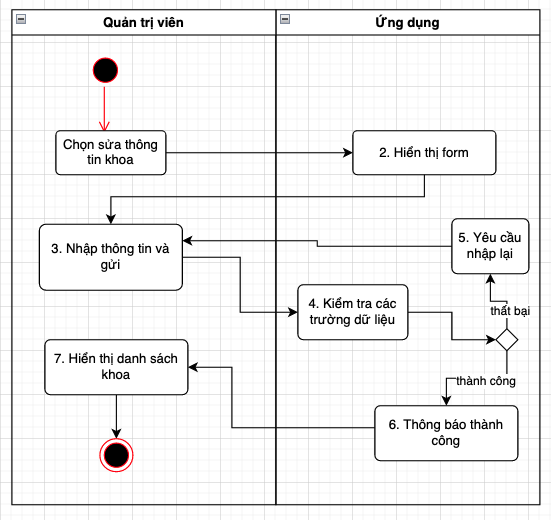 Quản trị viên
Ứng dụng
Chọn sửa thông
tin khoa
2. Hiển thị form
3. Nhập thông tin và
gửi
5. Yêu cầu
nhập lại
4. Kiểm tra các
trường dữ liệu
thất bại
7. Hiển thị danh sách
khoa
thành công
6. Thông báo thành
công